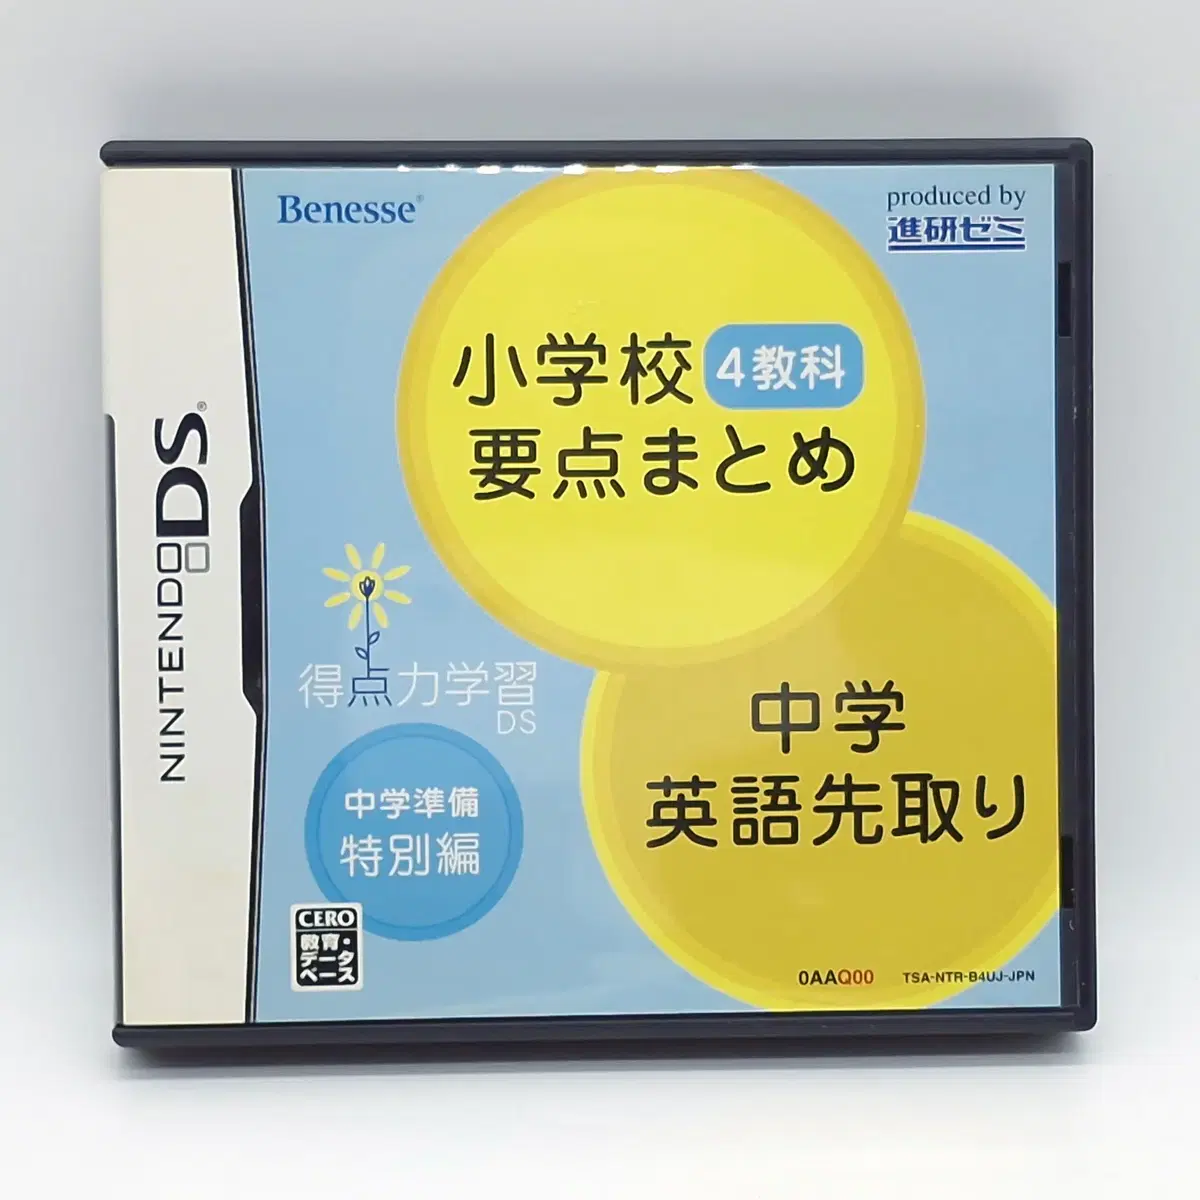 NINTENDO DS®
Benesse®
produced by
進研ゼミ
小学校 4教科
要点まとめ
得点力学習
DS
中学準備
特別編
中学
英語先取り
CERO
教育・
データ
ベース
0AAQ00 TSA-NTR-B4UJ-JPN